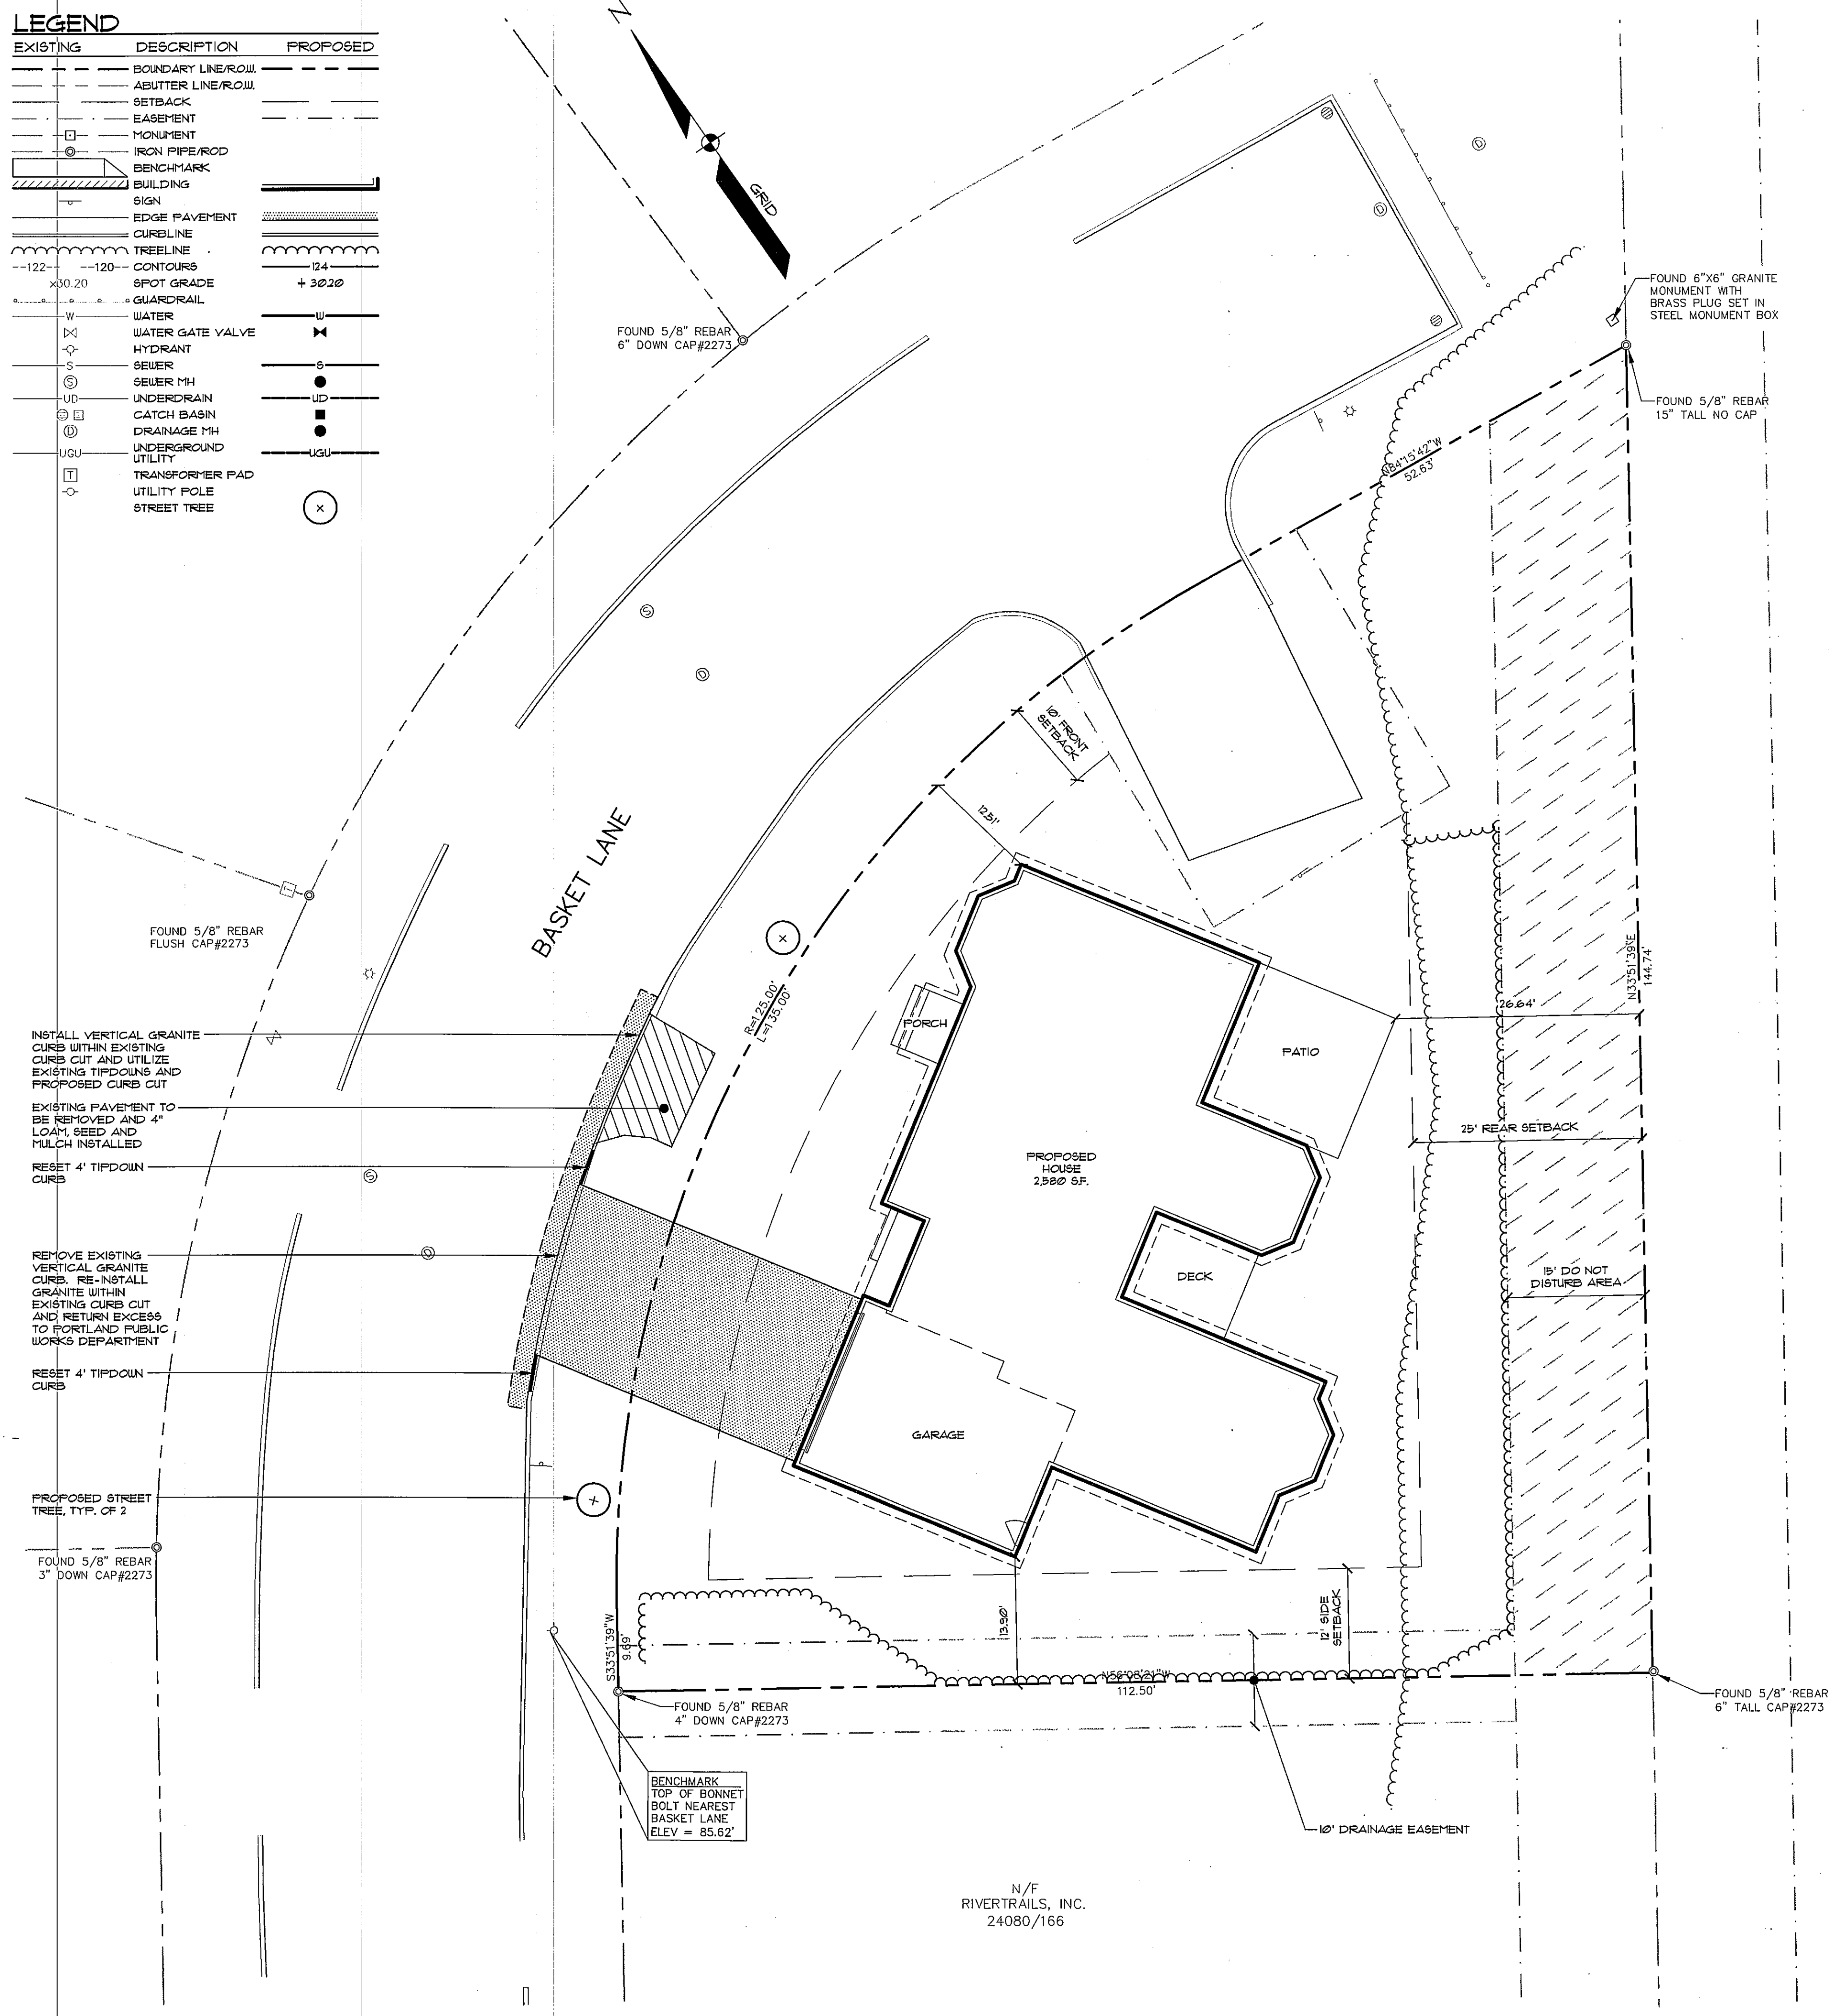 LEGEND
EXISTING DESCRIPTION PROPOSED
BOUNDARY LINE/R.O.W.
ABUTTER LINE/R.O.W.
SETBACK
EASEMENT
MONUMENT
IRON PIPE/ROD
BENCHMARK
BUILDING
SIGN
EDGE PAVEMENT
CURBLINE
TREELINE
--122-- --120-- CONTOURS 124
x30.20 SPOT GRADE + 30.20
GUARDRAIL
W WATER W
WATER GATE VALVE
HYDRANT
S SEWER S
S SEWER MH
UD UNDERDRAIN UD
CATCH BASIN
D DRAINAGE MH
UGU UNDERGROUND UGU
UTILITY
T TRANSFORMER PAD
UTILITY POLE
STREET TREE
N
GRID
FOUND 5/8" REBAR
6" DOWN CAP#2273
D
D
FOUND 6"X6" GRANITE
MONUMENT WITH
BRASS PLUG SET IN
STEEL MONUMENT BOX
FOUND 5/8" REBAR
15" TALL NO CAP
N84°15'42"W
52.63'
S
D
10' FRONT
SETBACK
12.51'
BASKET LANE
T
FOUND 5/8" REBAR
FLUSH CAP#2273
R=125.00'
L=135.00'
N33°51'39"E
144.74'
26.64'
PORCH
PATIO
INSTALL VERTICAL GRANITE
CURB WITHIN EXISTING
CURB CUT AND UTILIZE
EXISTING TIPDOWNS AND
PROPOSED CURB CUT
EXISTING PAVEMENT TO
BE REMOVED AND 4"
LOAM, SEED AND
MULCH INSTALLED
RESET 4' TIPDOWN
CURB
S
25' REAR SETBACK
PROPOSED
HOUSE
2,580 S.F.
REMOVE EXISTING
VERTICAL GRANITE
CURB. RE-INSTALL
GRANITE WITHIN
EXISTING CURB CUT
AND RETURN EXCESS
TO PORTLAND PUBLIC
WORKS DEPARTMENT
D
DECK
15' DO NOT
DISTURB AREA
RESET 4' TIPDOWN
CURB
GARAGE
PROPOSED STREET
TREE, TYP. OF 2
FOUND 5/8" REBAR
3" DOWN CAP#2273
S33°51'39"W
9.69'
13.90'
12' SIDE
SETBACK
N56°08'21"W
112.50'
FOUND 5/8" REBAR
4" DOWN CAP#2273
FOUND 5/8" REBAR
6" TALL CAP#2273
BENCHMARK
TOP OF BONNET
BOLT NEAREST
BASKET LANE
ELEV = 85.62'
10' DRAINAGE EASEMENT
N/F
RIVERTRAILS, INC.
24080/166